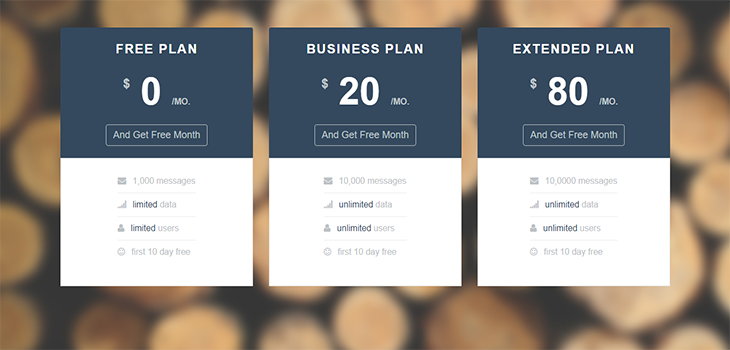 FREE PLAN
$ 0 /MO.
And Get Free Month
1,000 messages
limited data
limited users
first 10 day free
BUSINESS PLAN
$ 20 /MO.
And Get Free Month
10,000 messages
unlimited data
unlimited users
first 10 day free
EXTENDED PLAN
$ 80 /MO.
And Get Free Month
10,0000 messages
unlimited data
unlimited users
first 10 day free